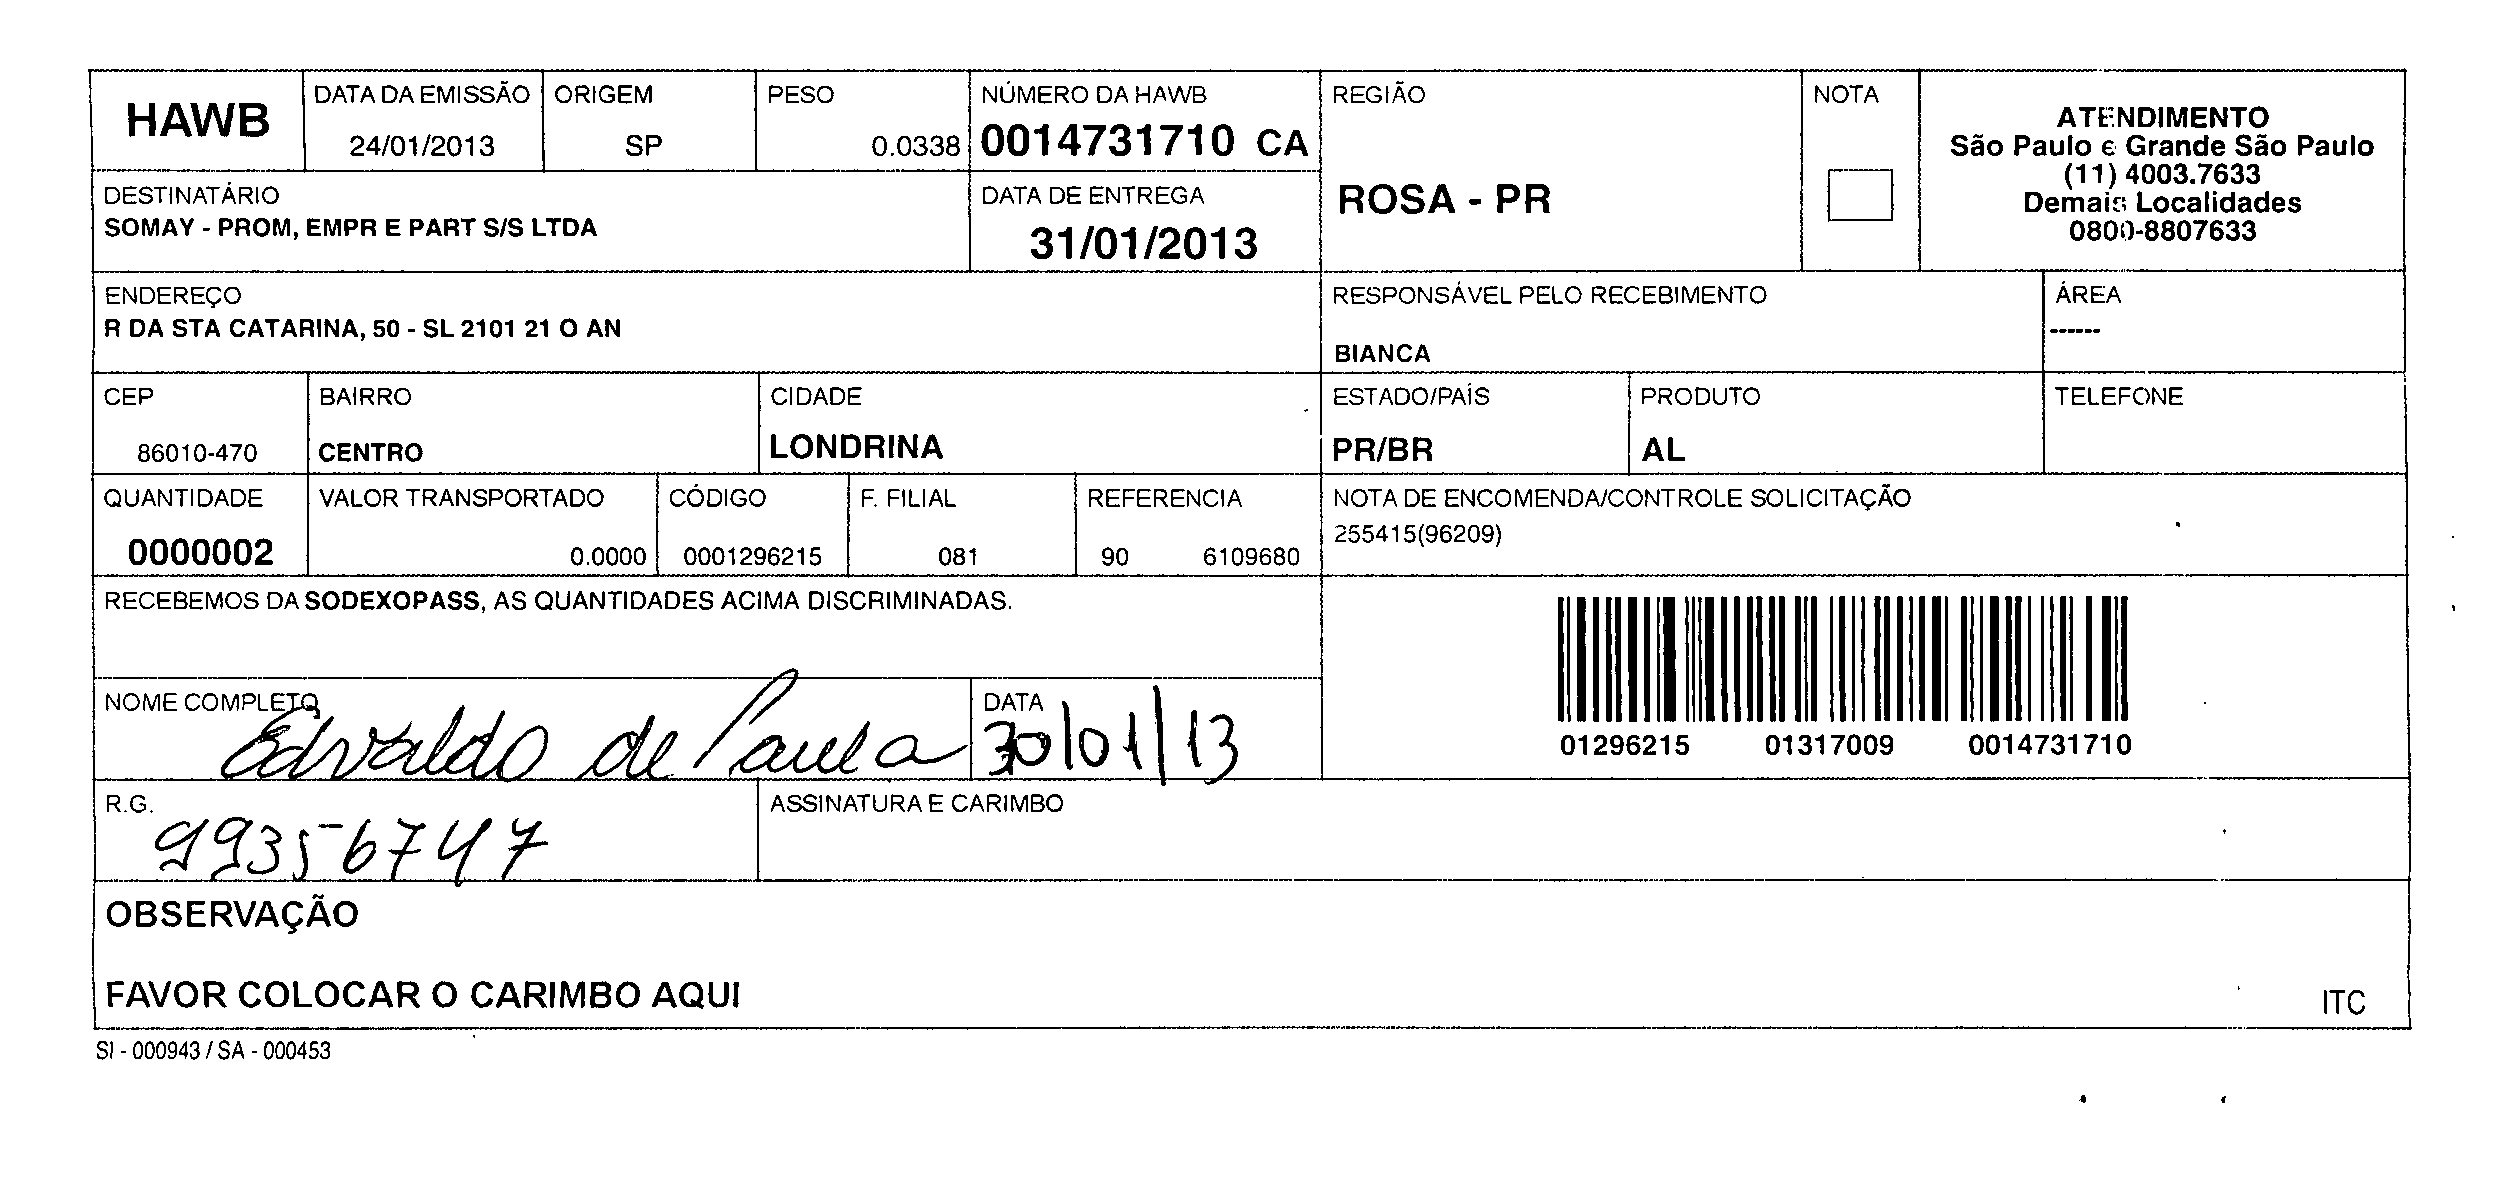 HAWB
DATA DA EMISSÃO
24/01/2013
ORIGEM
SP
PESO
0.0338
NÚMERO DA HAWB
0014731710 CA
REGIÃO
ROSA - PR
NOTA
ATENDIMENTO
São Paulo e Grande São Paulo
(11) 4003.7633
Demais Localidades
0800-8807633
DESTINATÁRIO
SOMAY - PROM, EMPR E PART S/S LTDA
DATA DE ENTREGA
31/01/2013
ENDEREÇO
R DA STA CATARINA, 50 - SL 2101 21 O AN
RESPONSÁVEL PELO RECEBIMENTO
BIANCA
ÁREA
------
CEP
86010-470
BAIRRO
CENTRO
CIDADE
LONDRINA
ESTADO/PAÍS
PR/BR
PRODUTO
AL
TELEFONE
QUANTIDADE
0000002
VALOR TRANSPORTADO
0.0000
CÓDIGO
0001296215
F. FILIAL
081
REFERENCIA
90 6109680
NOTA DE ENCOMENDA/CONTROLE SOLICITAÇÃO
255415(96209)
RECEBEMOS DA SODEXOPASS, AS QUANTIDADES ACIMA DISCRIMINADAS.
01296215 01317009 0014731710
NOME COMPLETO
Edvaldo de Paula
DATA
30/01/13
R.G.
99356747
ASSINATURA E CARIMBO
OBSERVAÇÃO
FAVOR COLOCAR O CARIMBO AQUI
ITC
SI - 000943 / SA - 000453